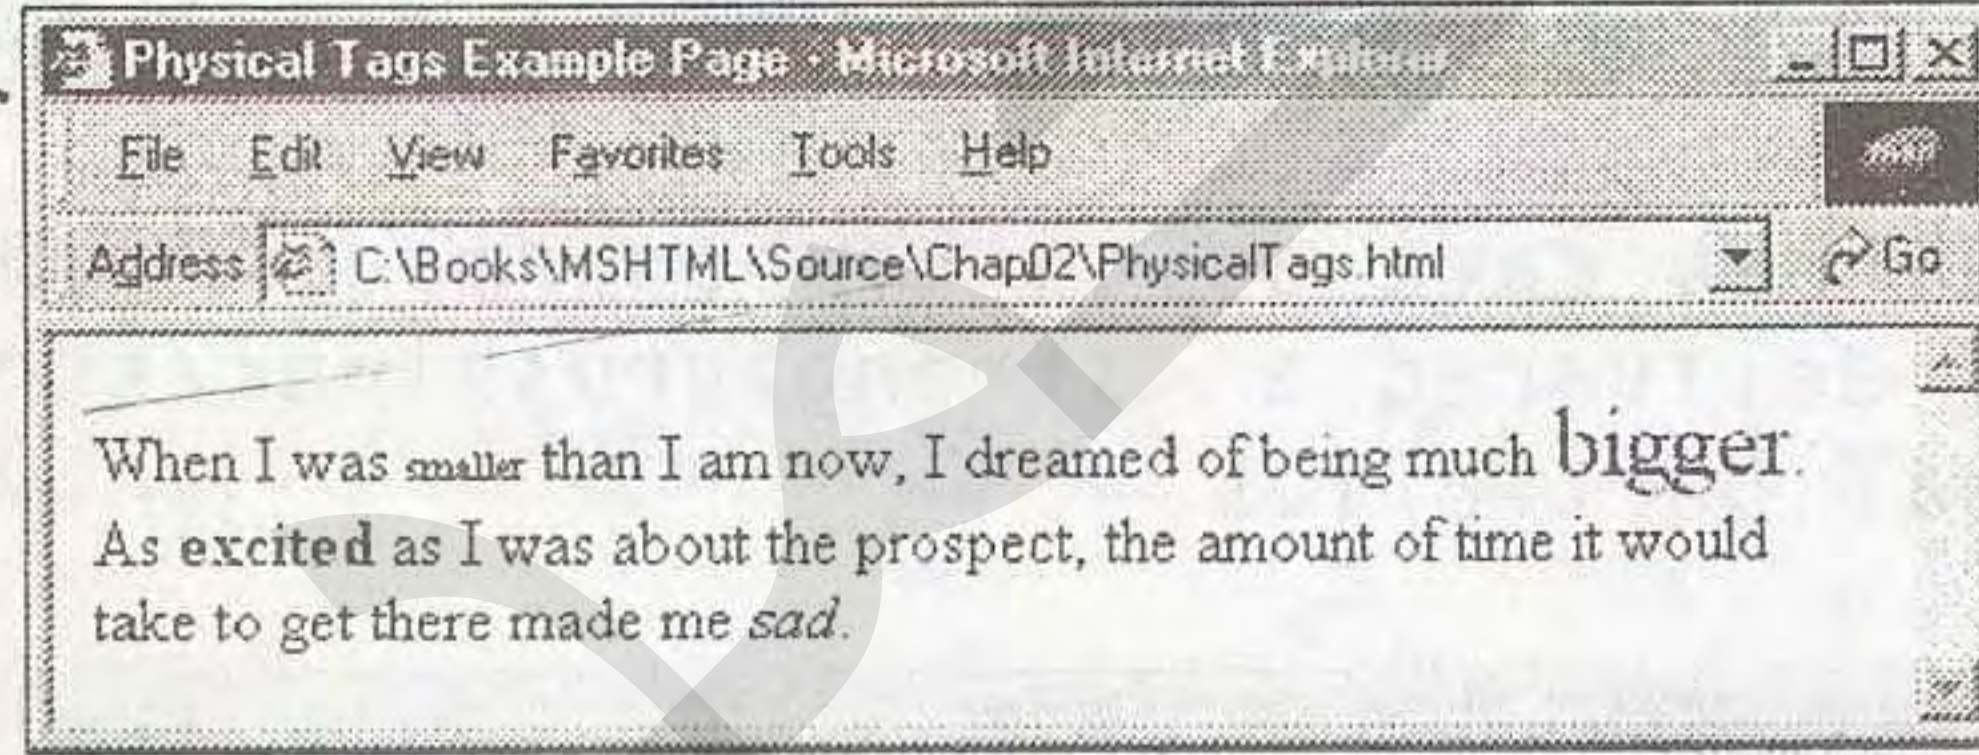 Physical Tags Example Page - Microsoft Internet Explorer
File Edit View Favorites Tools Help
Address C:\Books\MSHTML\Source\Chap02\PhysicalTags.html Go
When I was smaller than I am now, I dreamed of being much bigger.
As excited as I was about the prospect, the amount of time it would
take to get there made me sad.